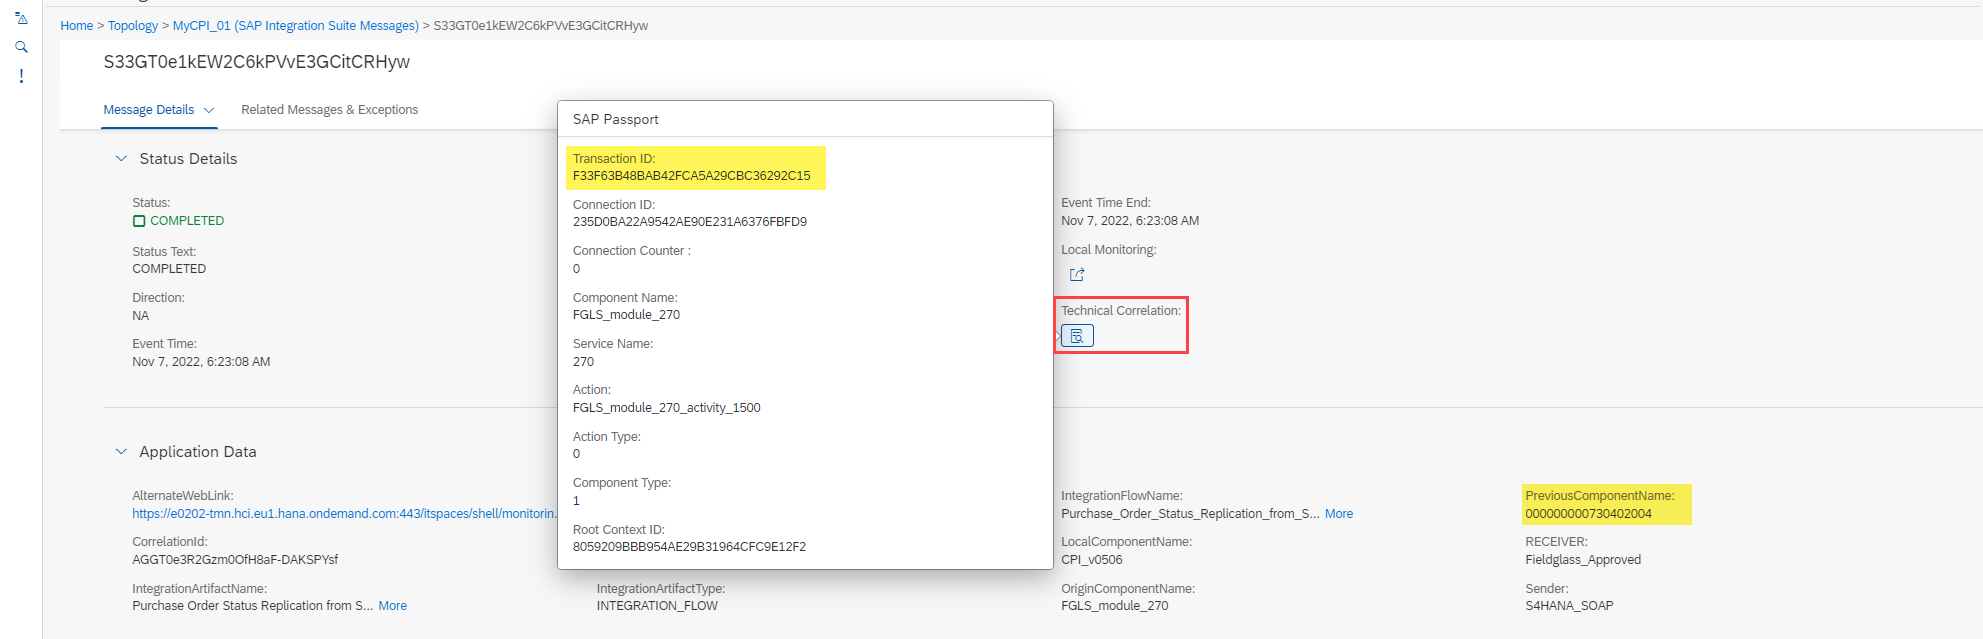 Home > Topology > MyCPI_01 (SAP Integration Suite Messages) > S33GT0e1kEW2C6kPVvE3GCitCRHyw
S33GT0e1kEW2C6kPVvE3GCitCRHyw
Message Details
Related Messages & Exceptions
Status Details
Status:
COMPLETED
Status Text:
COMPLETED
Direction:
NA
Event Time:
Nov 7, 2022, 6:23:08 AM
SAP Passport
Transaction ID:
F33F63B48BAB42FCA5A29CBC36292C15
Connection ID:
235D0BA22A9542AE90E231A6376FBFD9
Connection Counter :
0
Component Name:
FGLS_module_270
Service Name:
270
Action:
FGLS_module_270_activity_1500
Action Type:
0
Component Type:
1
Root Context ID:
8059209BBB954AE29B31964CFC9E12F2
Event Time End:
Nov 7, 2022, 6:23:08 AM
Local Monitoring:
Technical Correlation:
Application Data
AlternateWebLink:
https://e0202-tmn.hci.eu1.hana.ondemand.com:443/itspaces/shell/monitorin.
CorrelationId:
AGGT0e3R2Gzm0OfH8aF-DAKSPYsf
IntegrationArtifactName:
Purchase Order Status Replication from S... More
IntegrationArtifactType:
INTEGRATION_FLOW
IntegrationFlowName:
Purchase_Order_Status_Replication_from_S... More
LocalComponentName:
CPI_v0506
OriginComponentName:
FGLS_module_270
PreviousComponentName:
000000000730402004
RECEIVER:
Fieldglass_Approved
Sender:
S4HANA_SOAP